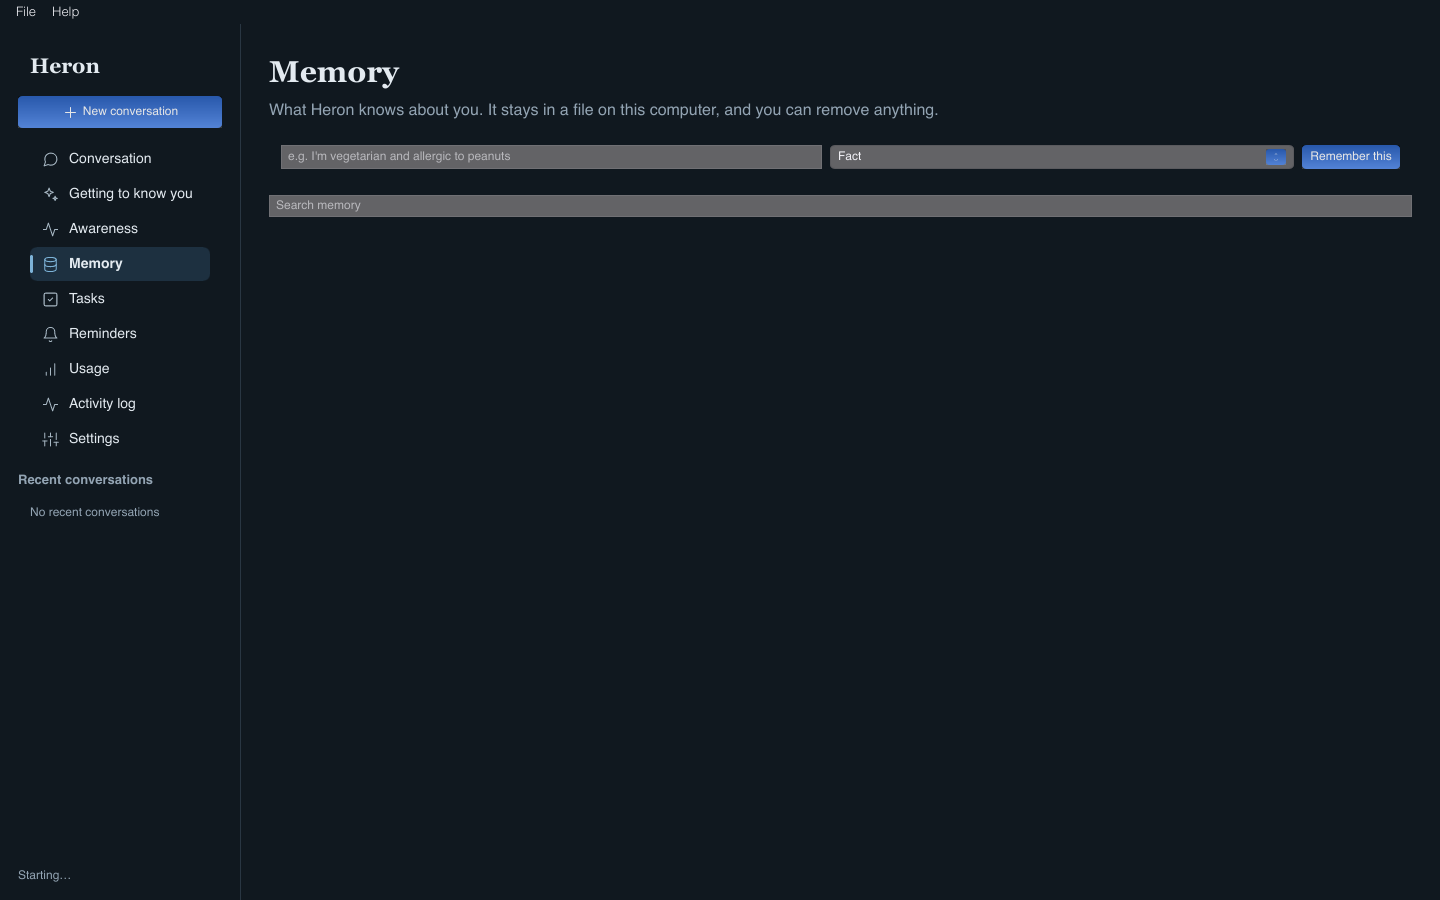 File Help
Heron
New conversation
Conversation
Getting to know you
Awareness
Memory
Tasks
Reminders
Usage
Activity log
Settings
Recent conversations
No recent conversations
Starting…
Memory
What Heron knows about you. It stays in a file on this computer, and you can remove anything.
e.g. I'm vegetarian and allergic to peanuts
Fact
Remember this
Search memory